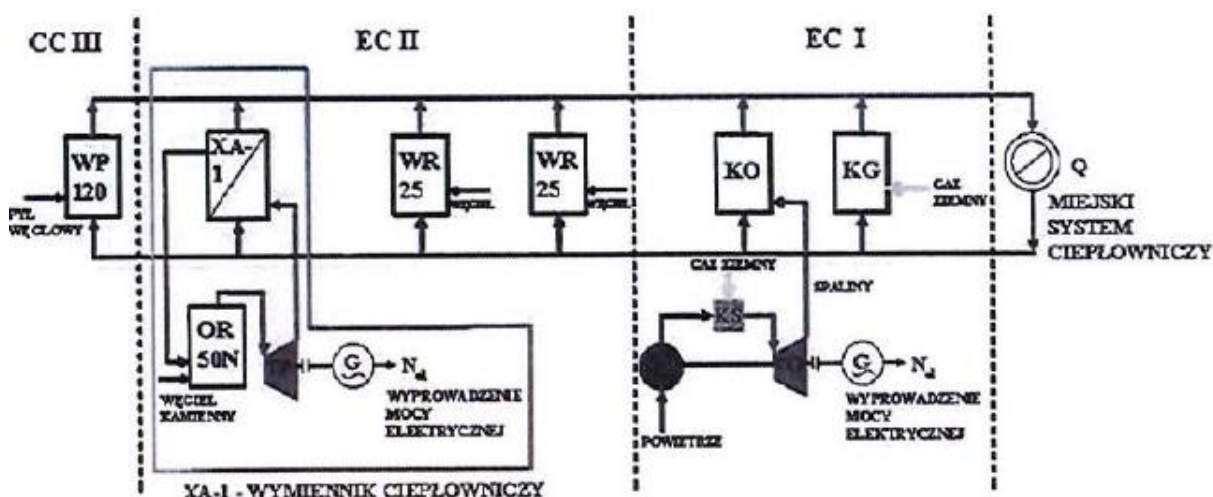 CC III
EC II
EC I
WP
120
XA-
1
WR
25
WR
25
KO
KG
Q
PYŁ
WĘGLOWY
WĘGIEL
WĘGIEL
GAZ
ZIEMNY
MIEJSKI
SYSTEM
CIEPŁOWNICZY
GAZ ZIEMNY
SPALINY
OR
50N
KS
G
N el
G
N el
WĘGIEL
KAMIENNY
WYPROWADZENIE
MOCY
ELEKTRYCZNEJ
WYPROWADZENIE
MOCY
ELEKTRYCZNEJ
POWIETRZE
XA-1 - WYMIENNIK CIEPŁOWNICZY